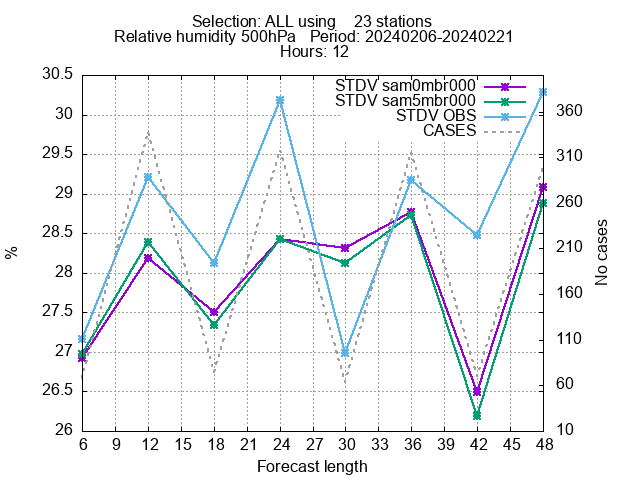 Selection: ALL using    23 stations
Relative humidity 500hPa   Period: 20240206-20240221
Hours: 12
STDV sam0mbr000
STDV sam5mbr000
STDV OBS
CASES
30.5
30
29.5
29
28.5
28
27.5
27
26.5
26
%
360
310
260
210
160
110
60
10
No cases
6 9 12 15 18 21 24 27 30 33 36 39 42 45 48
Forecast length